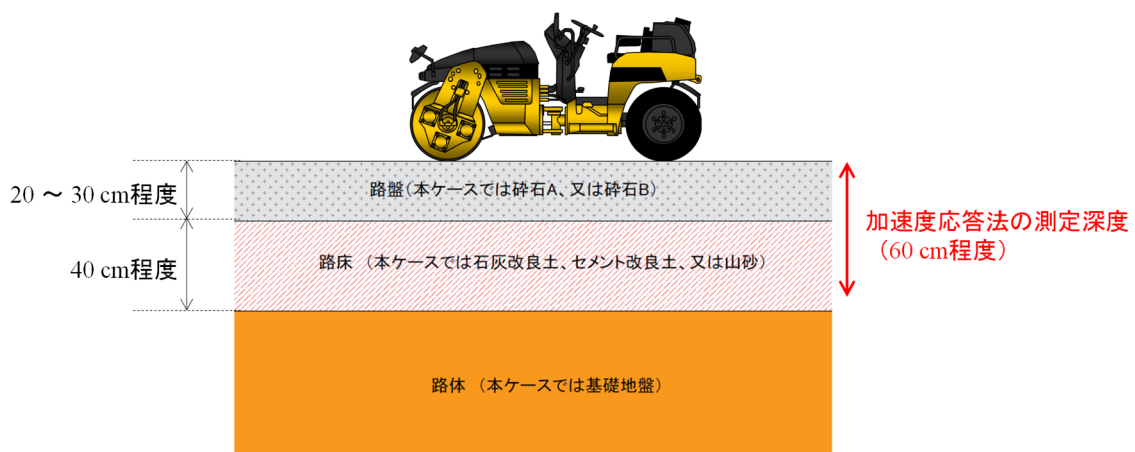 20 ～ 30 cm程度
路盤(本ケースでは砕石A、又は砕石B)
加速度応答法の測定深度
（60 cm程度）
40 cm程度
路床 （本ケースでは石灰改良土、セメント改良土、又は山砂）
路体 （本ケースでは基礎地盤）